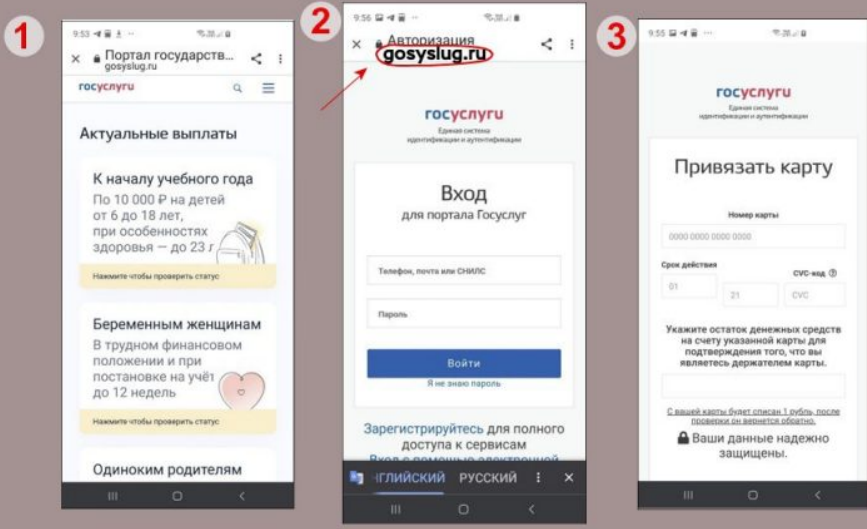 1
9:53
Портал государств...
gosyslug.ru
госуслуги
Актуальные выплаты
К началу учебного года
По 10 000 ₽ на детей
от 6 до 18 лет,
при особенностях
здоровья — до 23 л
Нажмите чтобы проверить статус
Беременным женщинам
В трудном финансовом
положении и при
постановке на учёт
до 12 недель
Нажмите чтобы проверить статус
Одиноким родителям
2
9:56
Авторизация
gosyslug.ru
госуслуги
Единая система
идентификации и аутентификации
Вход
для портала Госуслуг
Телефон, почта или СНИЛС
Пароль
Войти
Я не знаю пароль
Зарегистрируйтесь для полного
доступа к сервисам
Вход с помощью электронной
НГЛИЙСКИЙ РУССКИЙ
3
9:55
госуслуги
Единая система
идентификации и аутентификации
Привязать карту
Номер карты
0000 0000 0000 0000
Срок действия
CVC-код
01
21
CVC
Укажите остаток денежных средств
на счету указанной карты для
подтверждения того, что вы
являетесь держателем карты.
С вашей карты будет списан 1 рубль, после
проверки он вернется обратно.
Ваши данные надежно
защищены.